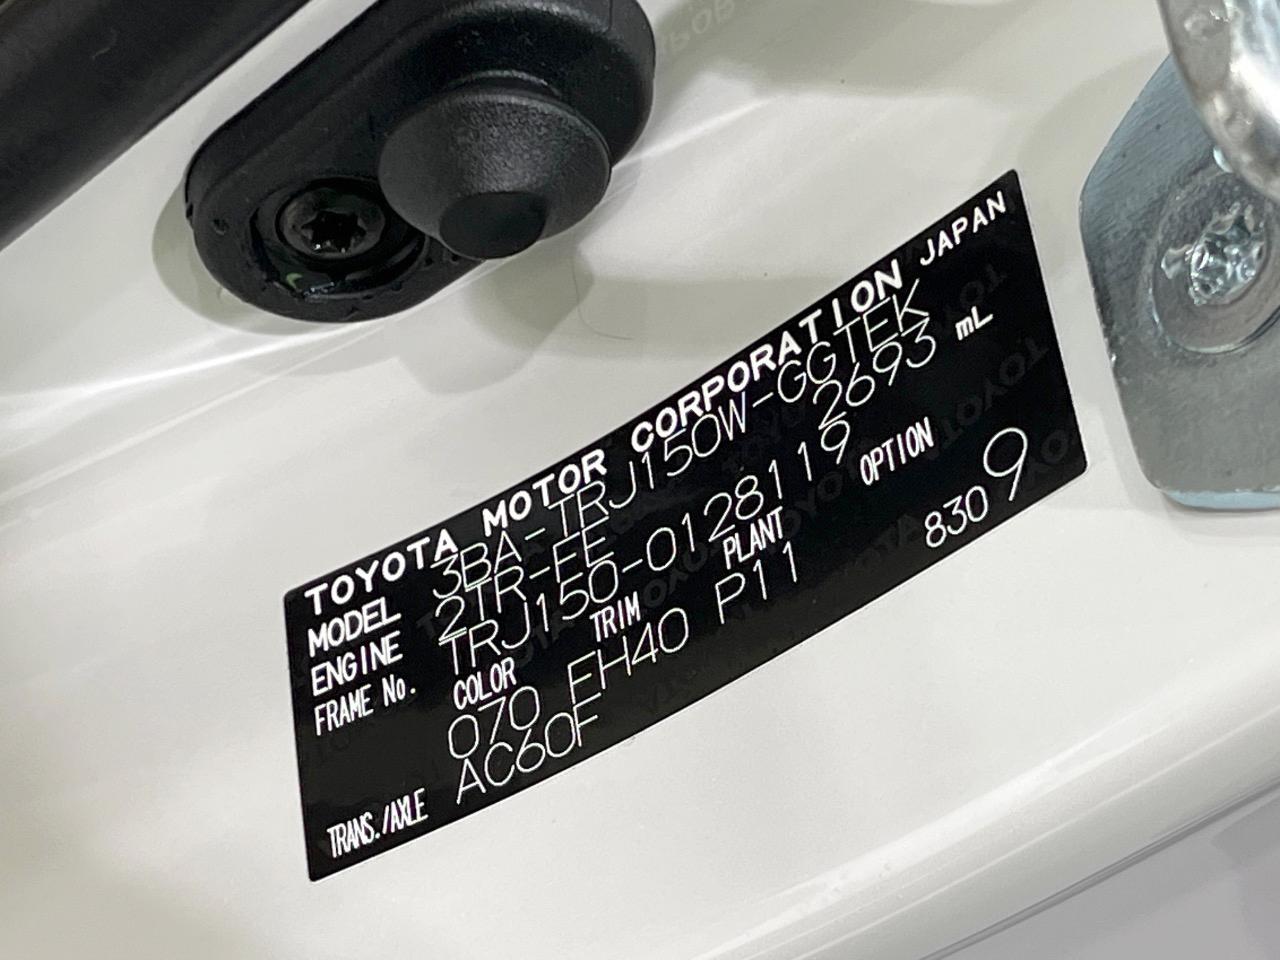 TOYOTA MOTOR CORPORATION JAPAN
MODEL 3BA-TRJ150W-GGTEK
ENGINE 2TR-FE 2693 mL
FRAME No. TRJ150-0128119
COLOR TRIM PLANT OPTION
070 EH40 P11 830 9
TRANS./AXLE AC60F